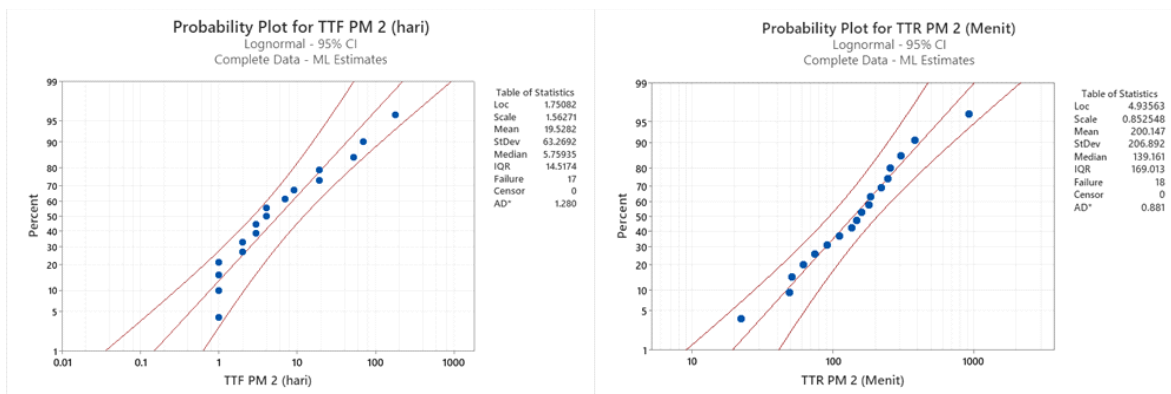 Probability Plot for TTF PM 2 (hari)
Lognormal - 95% CI
Complete Data - ML Estimates
99
95
90
80
70
60
50
40
30
20
10
5
1
Percent
0.01 0.1 1 10 100 1000
TTF PM 2 (hari)
Table of Statistics
Loc 1.75082
Scale 1.56271
Mean 19.5282
StDev 63.2692
Median 5.75935
IQR 14.5174
Failure 17
Censor 0
AD* 1.280
Probability Plot for TTR PM 2 (Menit)
Lognormal - 95% CI
Complete Data - ML Estimates
99
95
90
80
70
60
50
40
30
20
10
5
1
Percent
10 100 1000
TTR PM 2 (Menit)
Table of Statistics
Loc 4.93563
Scale 0.852548
Mean 200.147
StDev 206.892
Median 139.161
IQR 169.013
Failure 18
Censor 0
AD* 0.881